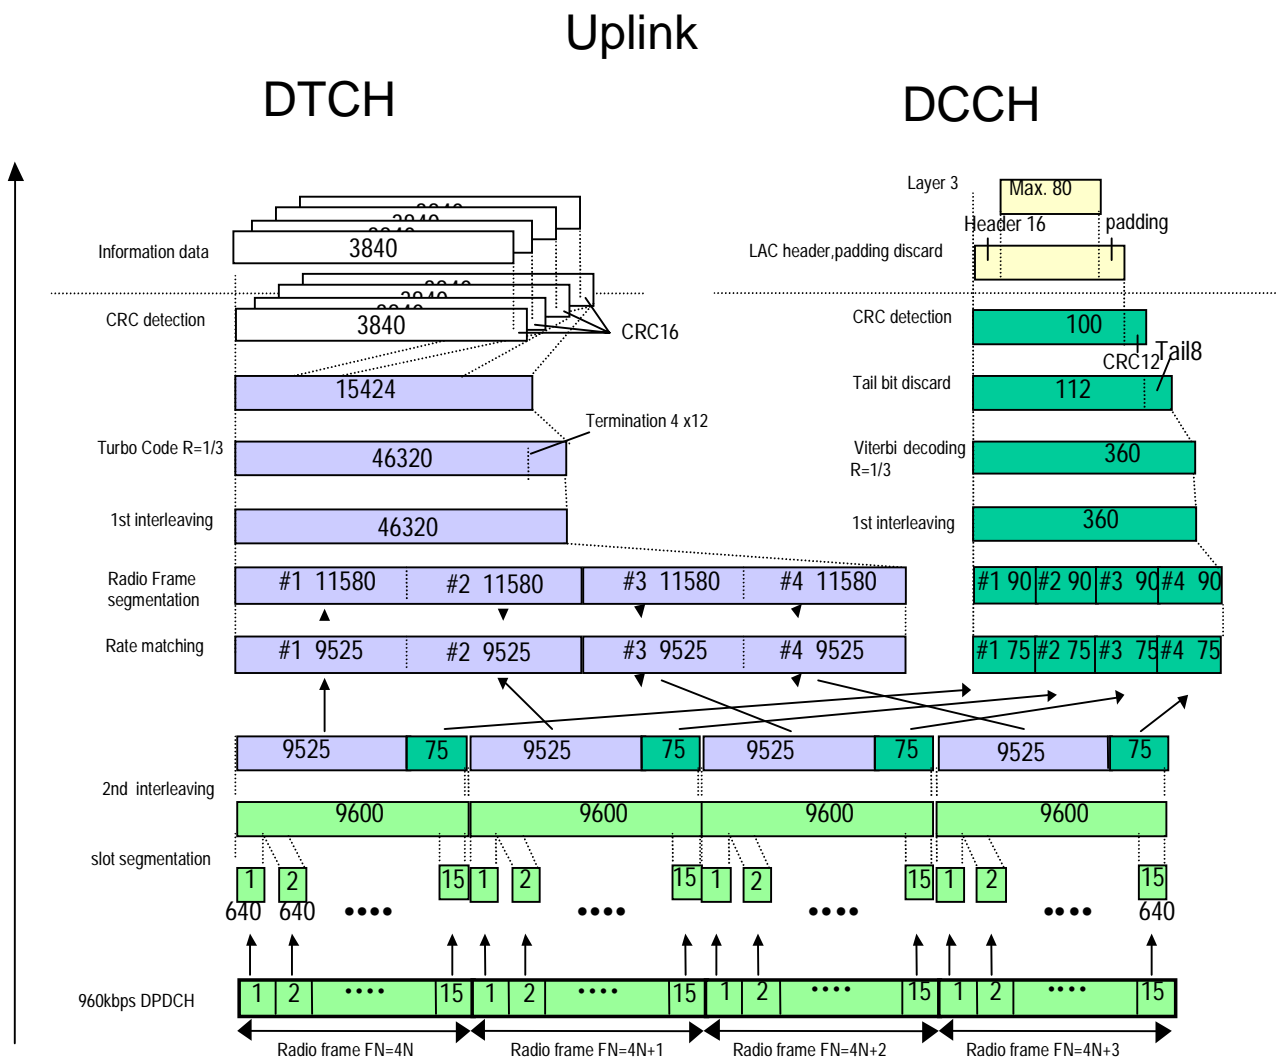 Uplink
DTCH
DCCH
Layer 3
Max. 80
Header 16
padding
3840
3840
3840
Information data
3840
LAC header,padding discard
3840
3840
3840
CRC detection
3840
CRC16
CRC detection
100
CRC12
Tail8
15424
Tail bit discard
112
Termination 4 x12
Turbo Code R=1/3
46320
Viterbi decoding
R=1/3
360
1st interleaving
46320
1st interleaving
360
Radio Frame
segmentation
#1 11580
#2 11580
#3 11580
#4 11580
#1 90
#2 90
#3 90
#4 90
Rate matching
#1 9525
#2 9525
#3 9525
#4 9525
#1 75
#2 75
#3 75
#4 75
9525
75
9525
75
9525
75
9525
75
2nd interleaving
9600
9600
9600
9600
slot segmentation
1
2
15
1
2
15
1
2
15
1
2
15
640
640
640
960kbps DPDCH
1
2
15
1
2
15
1
2
15
1
2
15
Radio frame FN=4N
Radio frame FN=4N+1
Radio frame FN=4N+2
Radio frame FN=4N+3